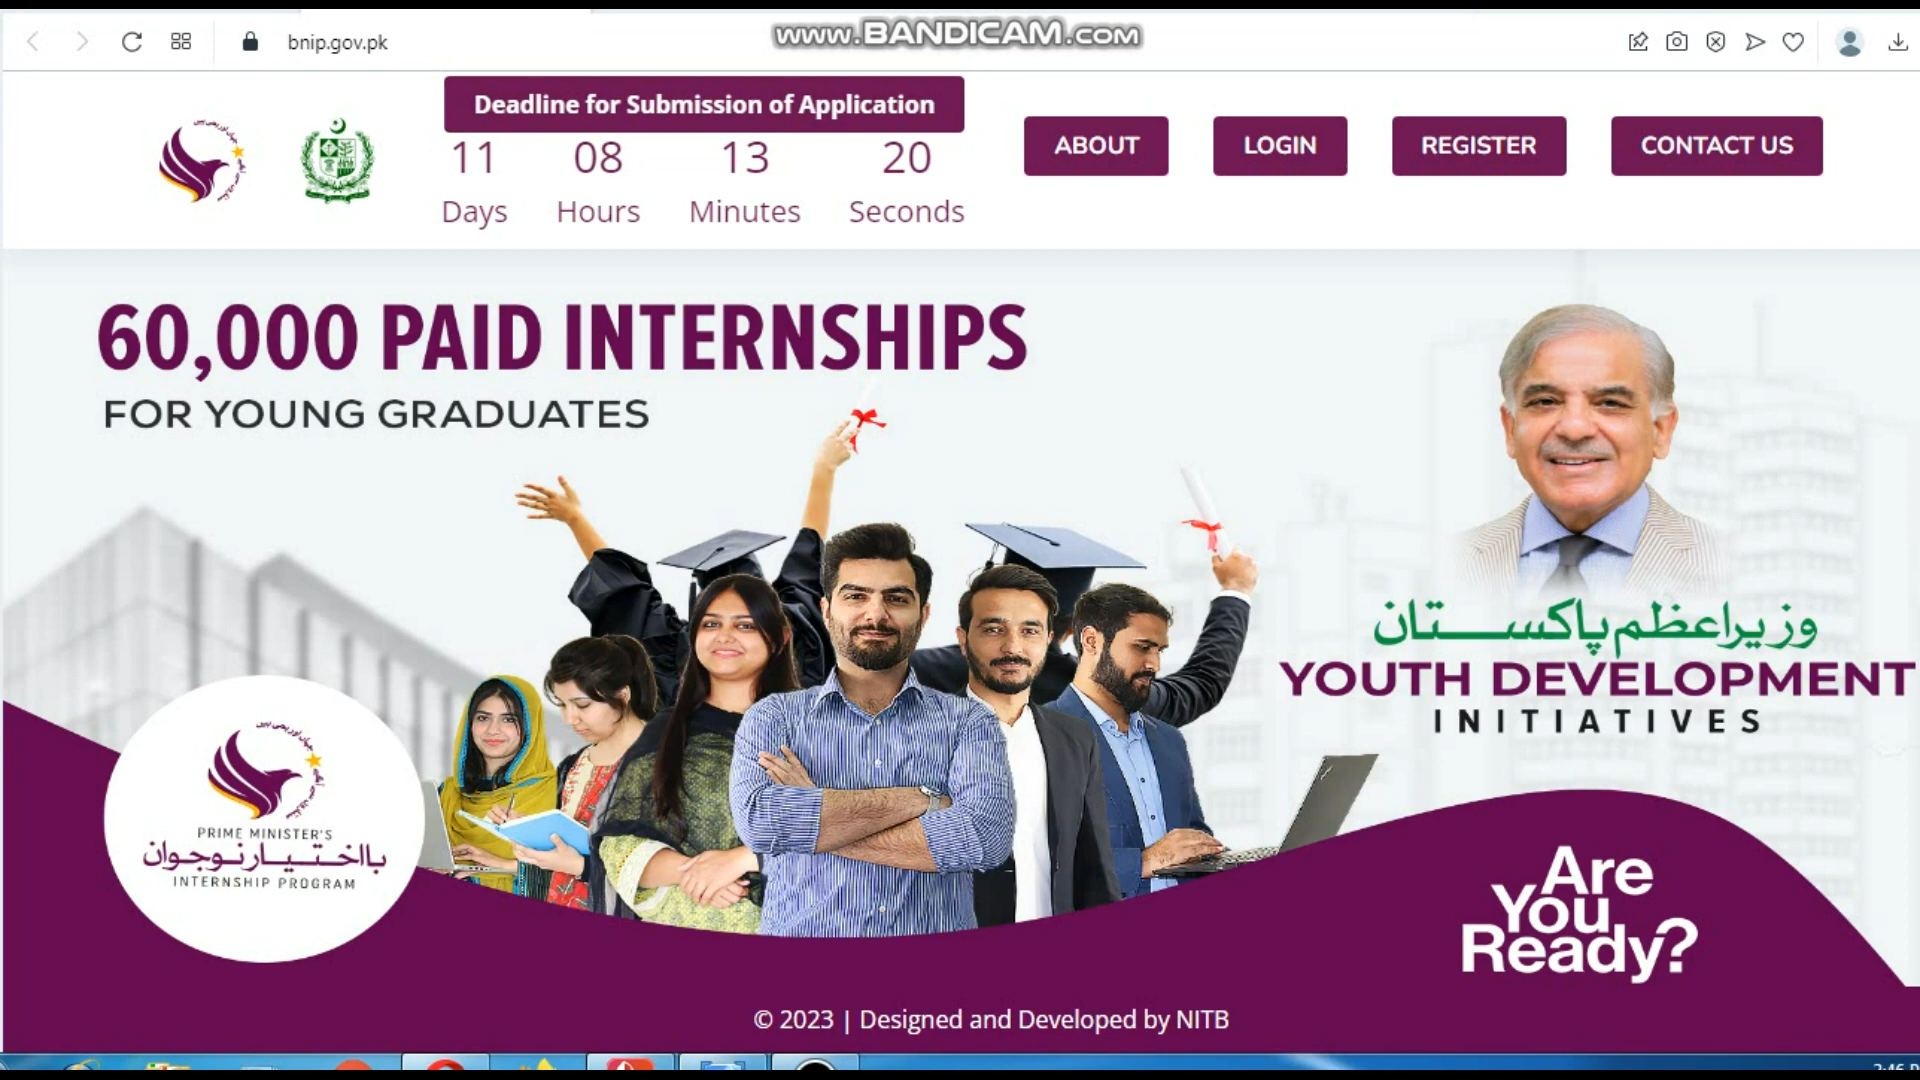 www.BANDICAM.com
bnip.gov.pk
Deadline for Submission of Application
11 08 13 20
Days Hours Minutes Seconds
ABOUT
LOGIN
REGISTER
CONTACT US
60,000 PAID INTERNSHIPS
FOR YOUNG GRADUATES
وزیراعظم پاکستان
YOUTH DEVELOPMENT
INITIATIVES
PRIME MINISTER'S
بااختیار نوجوان
INTERNSHIP PROGRAM
Are
You
Ready?
© 2023 | Designed and Developed by NITB